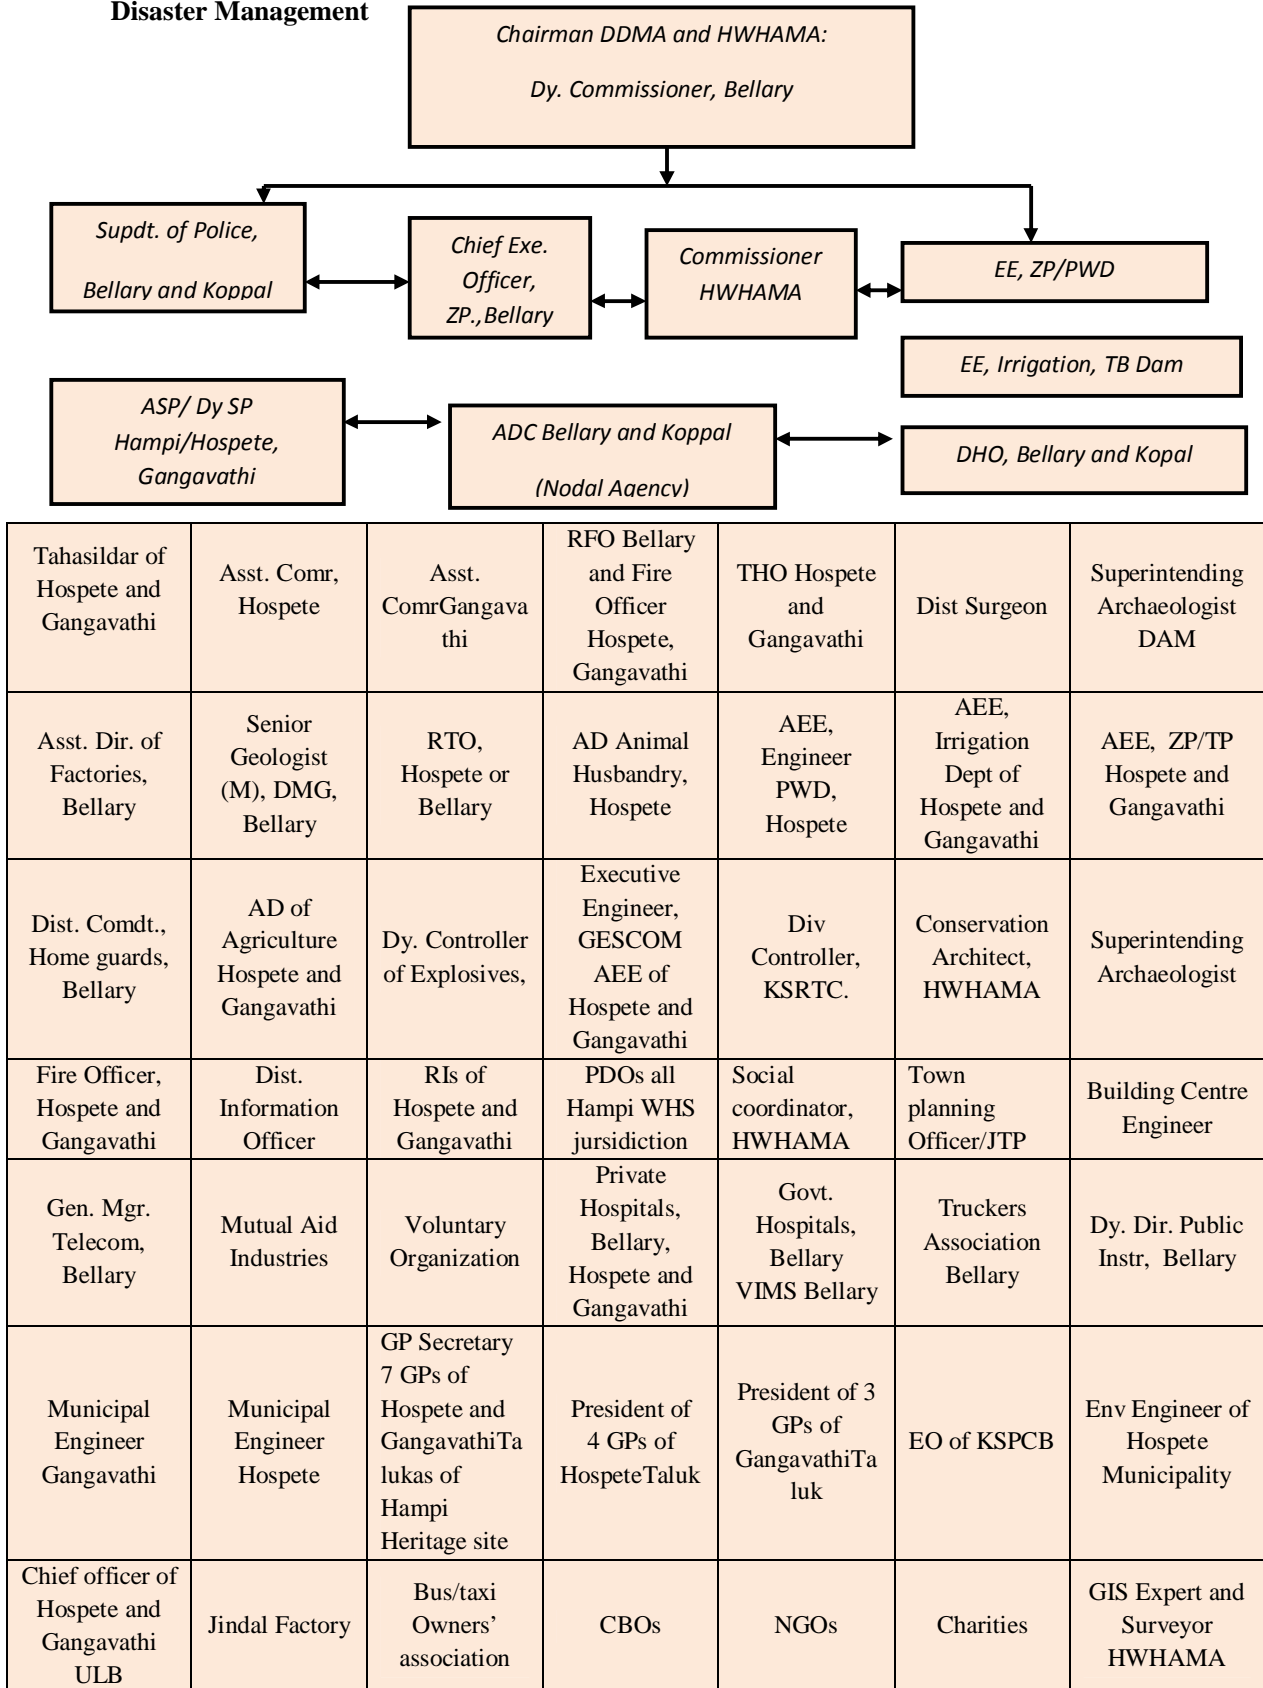 Disaster Management
Chairman DDMA and HWHAMA:
Dy. Commissioner, Bellary
Supdt. of Police,
Bellary and Koppal
Chief Exe.
Officer,
ZP.,Bellary
Commissioner
HWHAMA
EE, ZP/PWD
EE, Irrigation, TB Dam
ASP/ Dy SP
Hampi/Hospete,
Gangavathi
ADC Bellary and Koppal
(Nodal Agency)
DHO, Bellary and Kopal
Tahasildar of
Hospete and
Gangavathi
Asst. Comr,
Hospete
Asst.
ComrGangava
thi
RFO Bellary
and Fire
Officer
Hospete,
Gangavathi
THO Hospete
and
Gangavathi
Dist Surgeon
Superintending
Archaeologist
DAM
Asst. Dir. of
Factories,
Bellary
Senior
Geologist
(M), DMG,
Bellary
RTO,
Hospete or
Bellary
AD Animal
Husbandry,
Hospete
AEE,
Engineer
PWD,
Hospete
AEE,
Irrigation
Dept of
Hospete and
Gangavathi
AEE, ZP/TP
Hospete and
Gangavathi
Dist. Comdt.,
Home guards,
Bellary
AD of
Agriculture
Hospete and
Gangavathi
Dy. Controller
of Explosives,
Executive
Engineer,
GESCOM
AEE of
Hospete and
Gangavathi
Div
Controller,
KSRTC.
Conservation
Architect,
HWHAMA
Superintending
Archaeologist
Fire Officer,
Hospete and
Gangavathi
Dist.
Information
Officer
RIs of
Hospete and
Gangavathi
PDOs all
Hampi WHS
jursidiction
Social
coordinator,
HWHAMA
Town
planning
Officer/JTP
Building Centre
Engineer
Gen. Mgr.
Telecom,
Bellary
Mutual Aid
Industries
Voluntary
Organization
Private
Hospitals,
Bellary,
Hospete and
Gangavathi
Govt.
Hospitals,
Bellary
VIMS Bellary
Truckers
Association
Bellary
Dy. Dir. Public
Instr, Bellary
Municipal
Engineer
Gangavathi
Municipal
Engineer
Hospete
GP Secretary
7 GPs of
Hospete and
GangavathiTa
lukas of
Hampi
Heritage site
President of
4 GPs of
HospeteTaluk
President of 3
GPs of
GangavathiTa
luk
EO of KSPCB
Env Engineer of
Hospete
Municipality
Chief officer of
Hospete and
Gangavathi
ULB
Jindal Factory
Bus/taxi
Owners’
association
CBOs
NGOs
Charities
GIS Expert and
Surveyor
HWHAMA